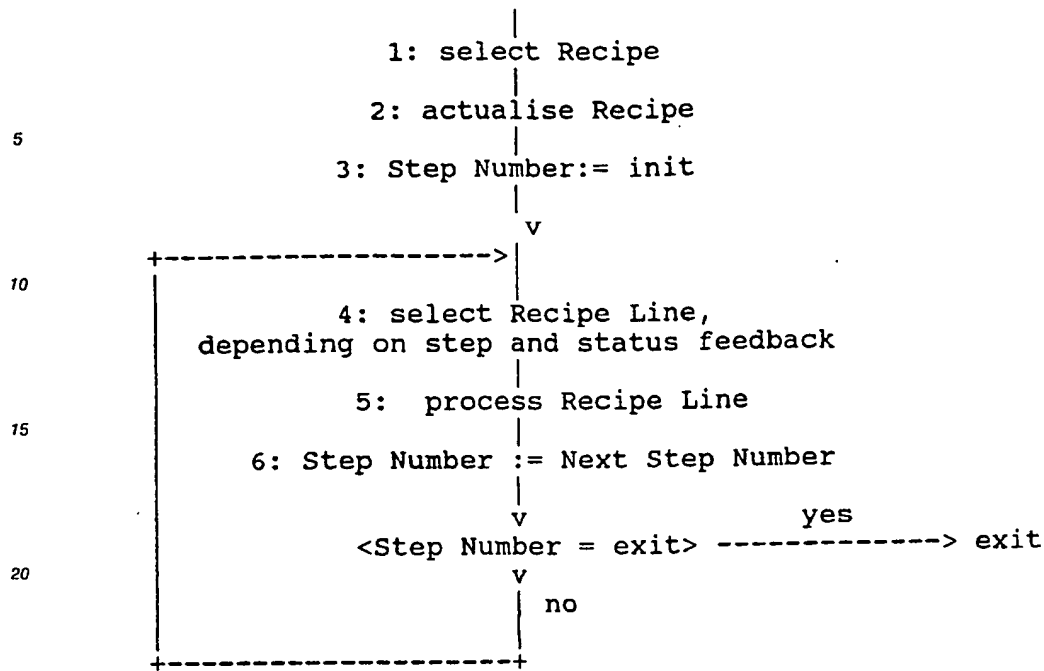 1: select Recipe
2: actualise Recipe
5
3: Step Number:= init
v
+--------------------->
10
4: select Recipe Line,
depending on step and status feedback
5: process Recipe Line
15
6: Step Number := Next Step Number
v yes
<Step Number = exit> -------------> exit
20
v
no
+----------------------+